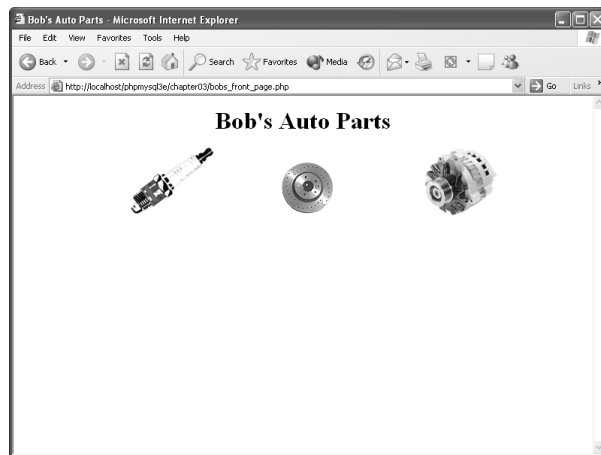 Bob's Auto Parts - Microsoft Internet Explorer
File Edit View Favorites Tools Help
Back Search Favorites Media
Address http://localhost/phpmysql3e/chapter03/bobs_front_page.php Go Links »
Bob's Auto Parts